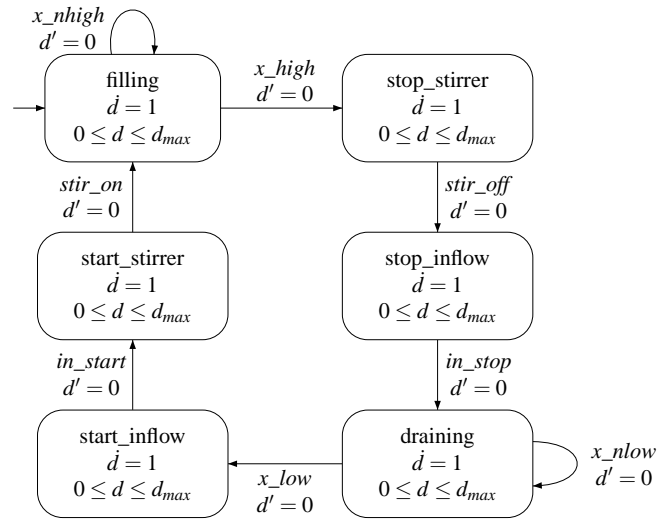 x_nhigh
d′ = 0
filling
ḋ = 1
0 ≤ d ≤ d_max
x_high
d′ = 0
stop_stirrer
ḋ = 1
0 ≤ d ≤ d_max
stir_on
d′ = 0
stir_off
d′ = 0
start_stirrer
ḋ = 1
0 ≤ d ≤ d_max
stop_inflow
ḋ = 1
0 ≤ d ≤ d_max
in_start
d′ = 0
in_stop
d′ = 0
start_inflow
ḋ = 1
0 ≤ d ≤ d_max
x_low
d′ = 0
draining
ḋ = 1
0 ≤ d ≤ d_max
x_nlow
d′ = 0